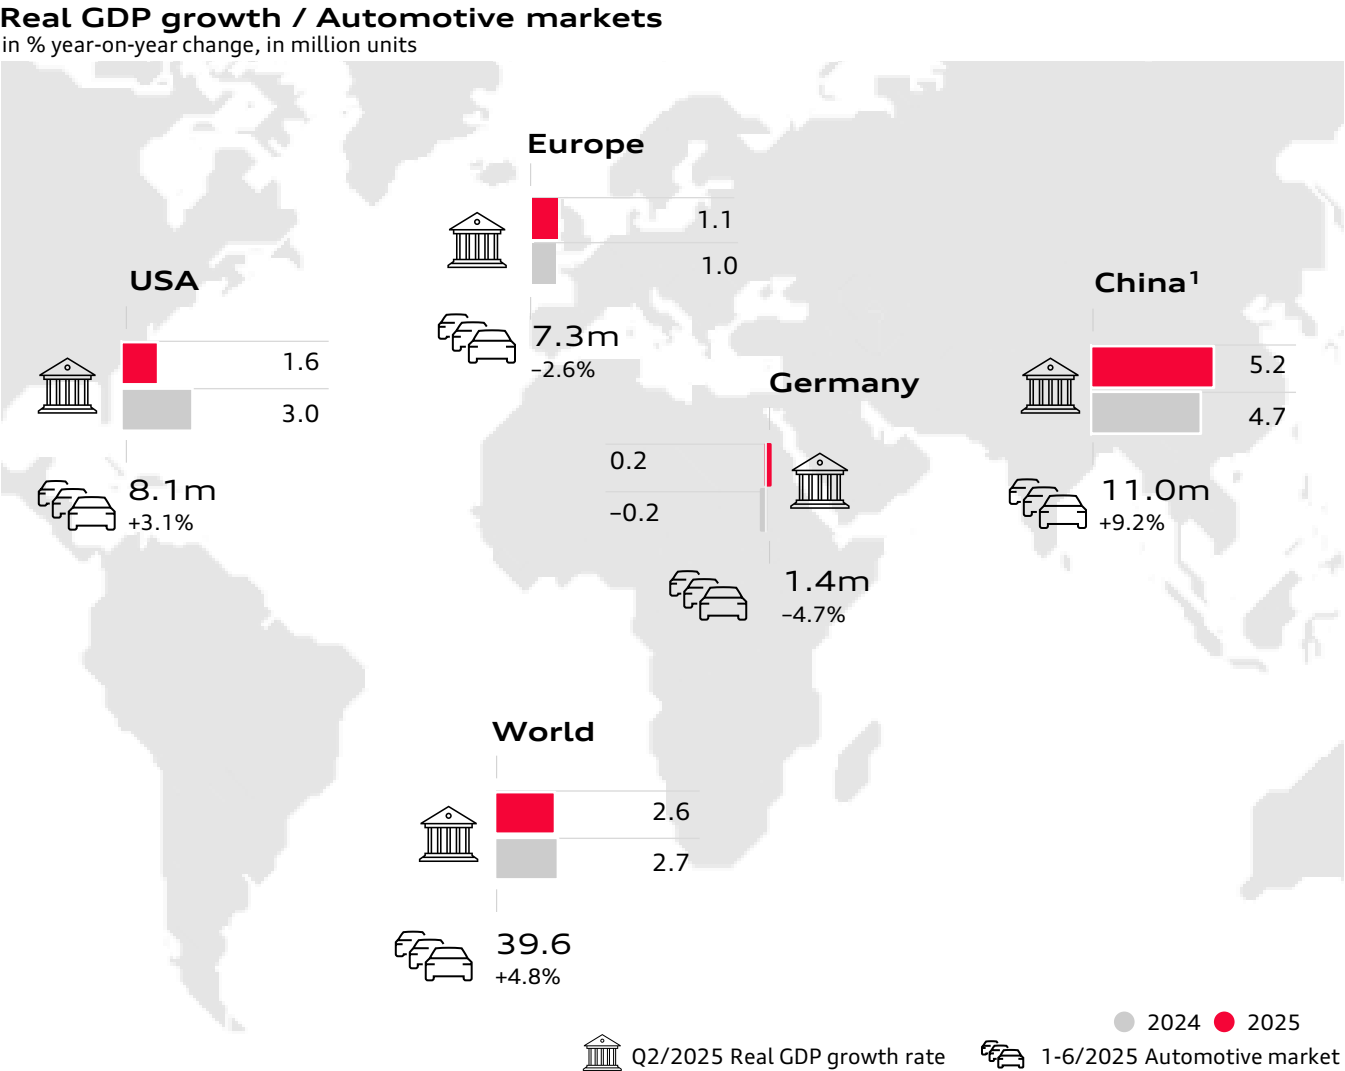 Real GDP growth / Automotive markets
in % year-on-year change, in million units
Europe
1.1
1.0
7.3m
−2.6%
USA
1.6
3.0
8.1m
+3.1%
China¹
5.2
4.7
11.0m
+9.2%
Germany
0.2
−0.2
1.4m
−4.7%
World
2.6
2.7
39.6
+4.8%
2024 2025
Q2/2025 Real GDP growth rate 1-6/2025 Automotive market